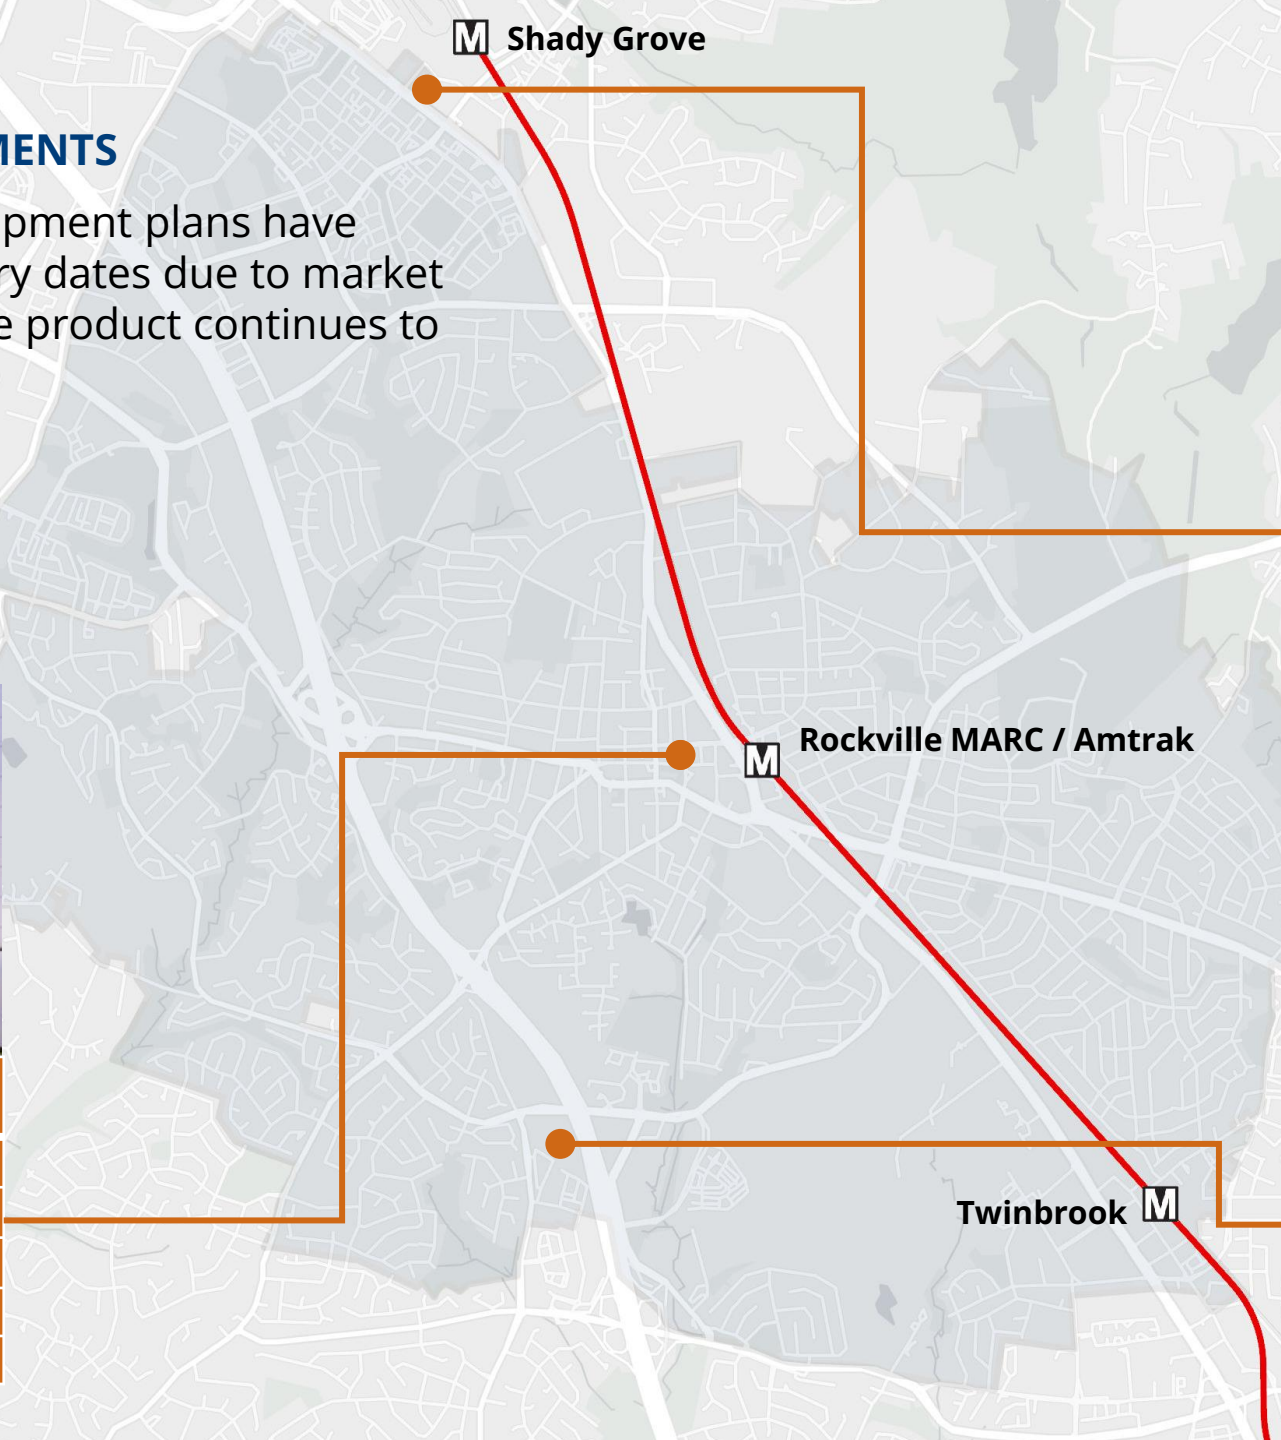 M Shady Grove
MENTS
pment plans have
ry dates due to market
e product continues to
Rockville MARC / Amtrak
M
Twinbrook M